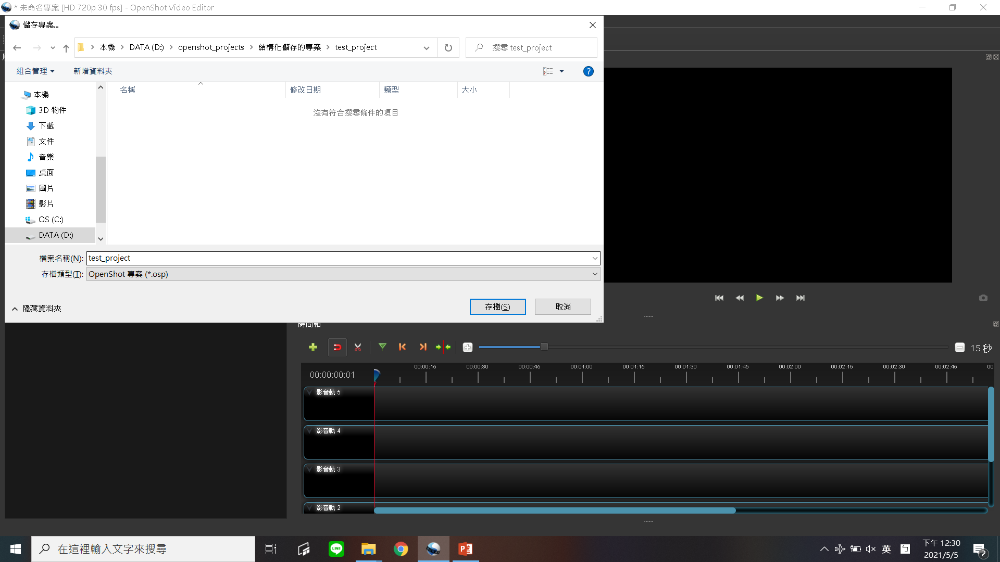 * 未命名專案 [HD 720p 30 fps] - OpenShot Video Editor
儲存專案...
本機 DATA (D:) openshot_projects 結構化儲存的專案 test_project
搜尋 test_project
組合管理 新增資料夾
名稱 修改日期 類型 大小
沒有符合搜尋條件的項目
本機
3D 物件
下載
文件
音樂
桌面
圖片
影片
OS (C:)
DATA (D:)
檔案名稱(N): test_project
存檔類型(T): OpenShot 專案 (*.osp)
隱藏資料夾
存檔(S) 取消
時間軸
15 秒
00:00:00:01
00:00:15 00:00:30 00:00:45 00:01:00 00:01:15 00:01:30 00:01:45 00:02:00 00:02:15 00:02:30 00:02:45 00
影音軌 5
影音軌 4
影音軌 3
影音軌 2
在這裡輸入文字來搜尋
LINE
英
下午 12:30
2021/5/5
2